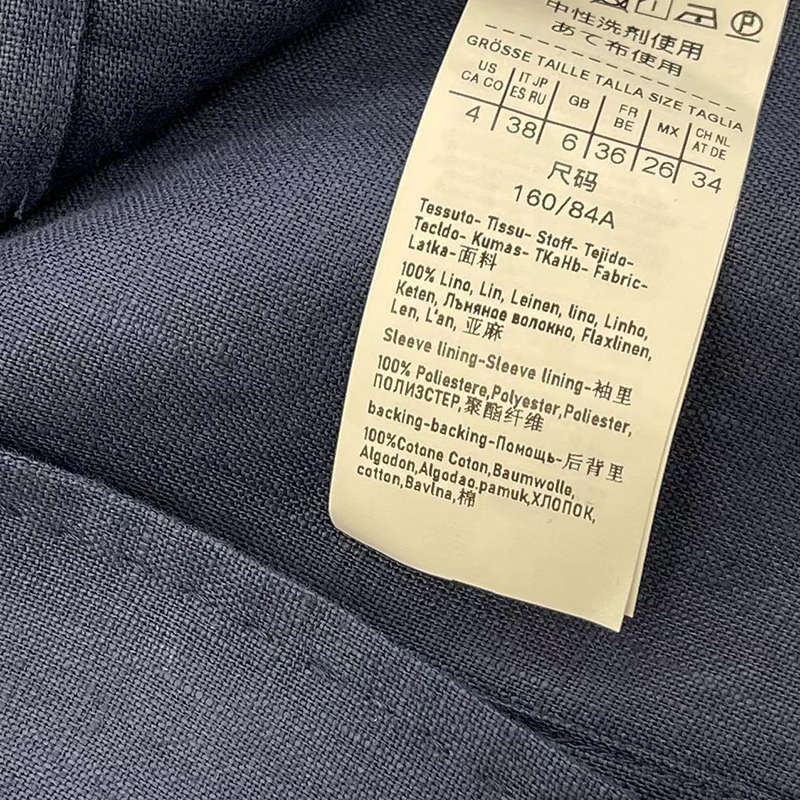 中性洗剤使用
あて布使用
GRÖSSE TAILLE TALLA SIZE TAGLIA
US CA CO | IT JP ES RU | GB | FR BE | MX | CH NL AT DE
4 | 38 | 6 | 36 | 26 | 34
尺码
160/84A
Tessuto- Tissu- Stoff- Tejido-
Tecldo- Kumas- TKaHb- Fabric-
Latka-面料
100% Lino, Lin, Leinen, lino, Linho,
Keten, Льняное волокно, Flaxlinen,
Len, L'an, 亚麻
Sleeve lining-Sleeve lining-袖里
100% Poliestere,Polyester,Poliester,
ПОЛИЗСТЕР,聚酯纤维
backing-backing-Помощь-后背里
100%Cotone Coton,Baumwolle,
Algodon,Algodao,pamuk,ХЛОПОК,
cotton,Bavlna,棉